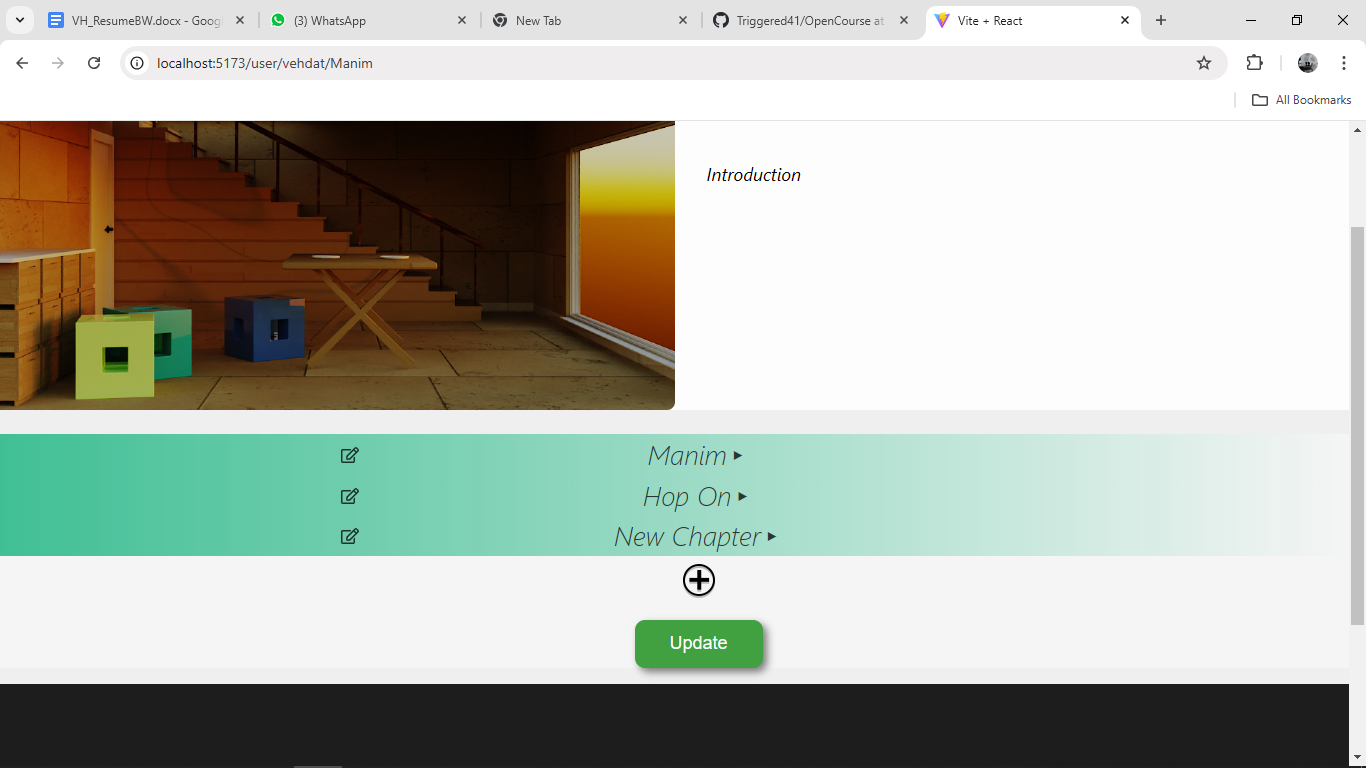 VH_ResumeBW.docx - Goog
(3) WhatsApp
New Tab
Triggered41/OpenCourse at
Vite + React
localhost:5173/user/vehdat/Manim
All Bookmarks
Introduction
Manim
Hop On
New Chapter
Update